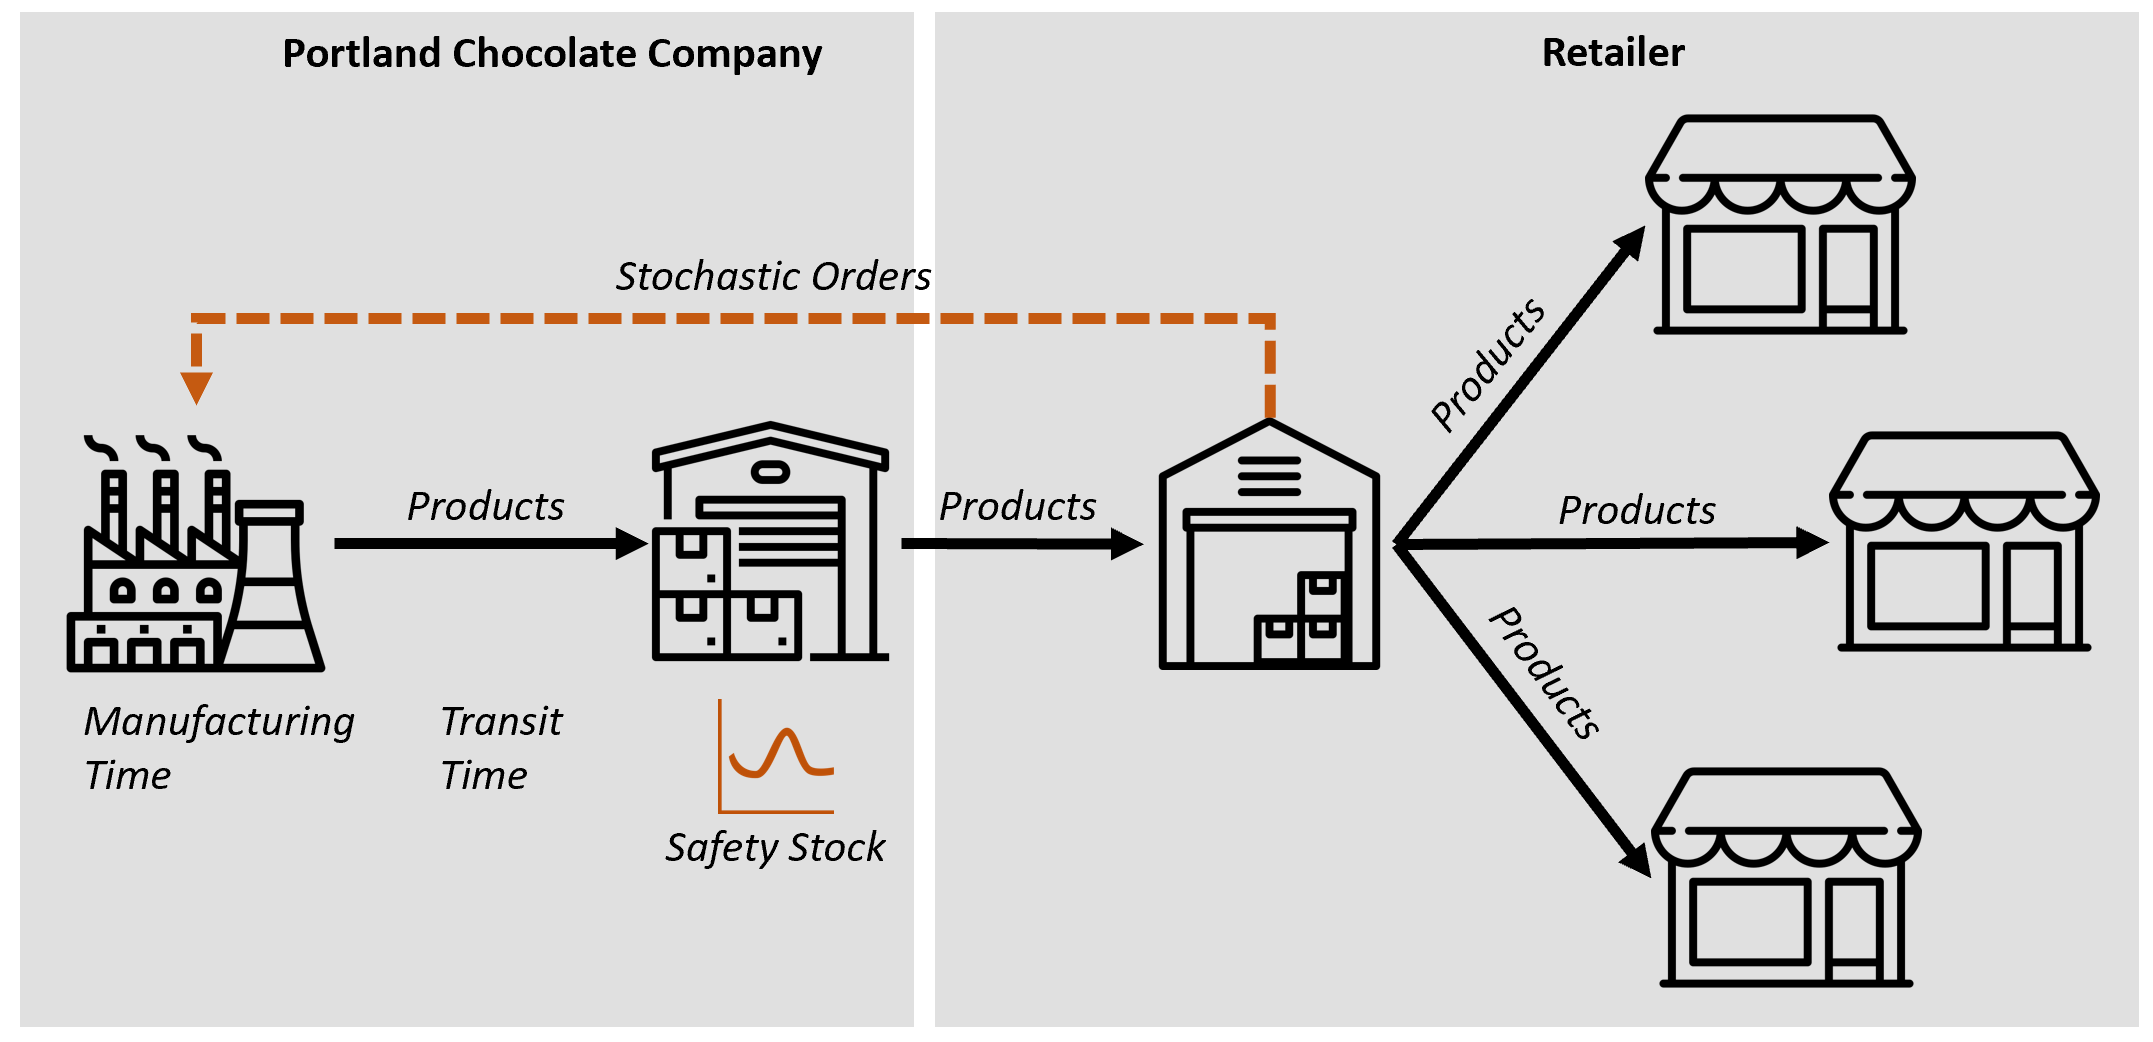 Portland Chocolate Company
Retailer
Stochastic Orders
Products
Products
Products
Products
Products
Manufacturing
Time
Transit
Time
Safety Stock